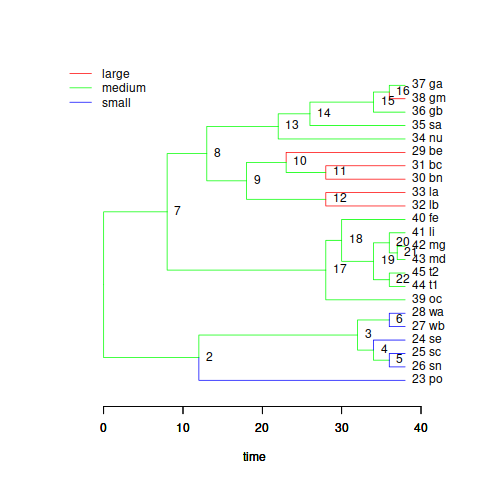 large
medium
small
37 ga
16
38 gm
15
36 gb
14
35 sa
13
34 nu
8
29 be
10
31 bc
11
30 bn
9
33 la
12
32 lb
7
40 fe
41 li
18
20
42 mg
21
19
43 md
17
45 t2
22
44 t1
39 oc
28 wa
6
27 wb
3
24 se
4
25 sc
2
5
26 sn
23 po
0 10 20 30 40
time